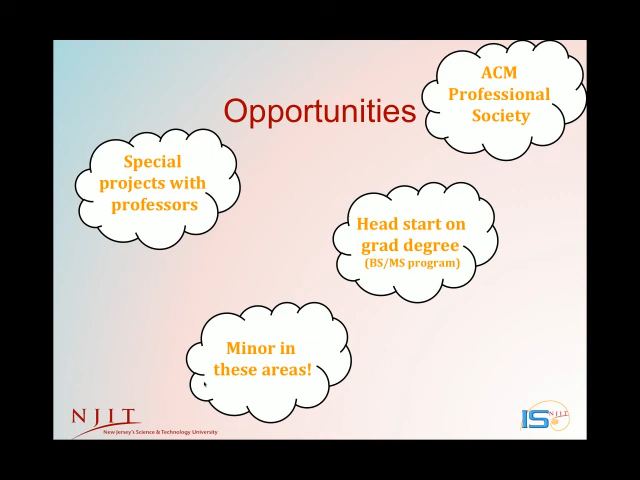 ACM
Professional
Society
Opportunities
Special
projects with
professors
Head start on
grad degree
(BS/MS program)
Minor in
these areas!
NJIT
New Jersey's Science & Technology University
IS NJIT